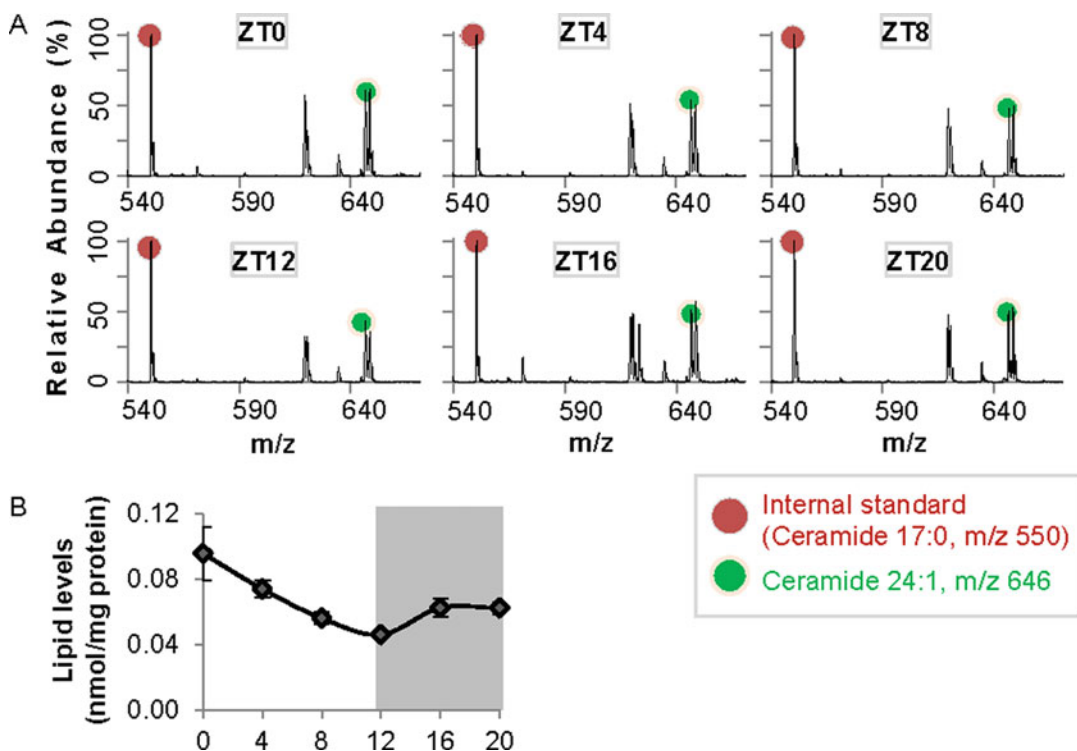 A
Relative Abundance (%)
ZT0
ZT4
ZT8
100
50
0
540
590
640
540
590
640
540
590
640
ZT12
ZT16
ZT20
100
50
0
540
590
640
540
590
640
540
590
640
m/z
m/z
m/z
B
Lipid levels
(nmol/mg protein)
0.12
0.08
0.04
0.00
0
4
8
12
16
20
Internal standard
(Ceramide 17:0, m/z 550)
Ceramide 24:1, m/z 646